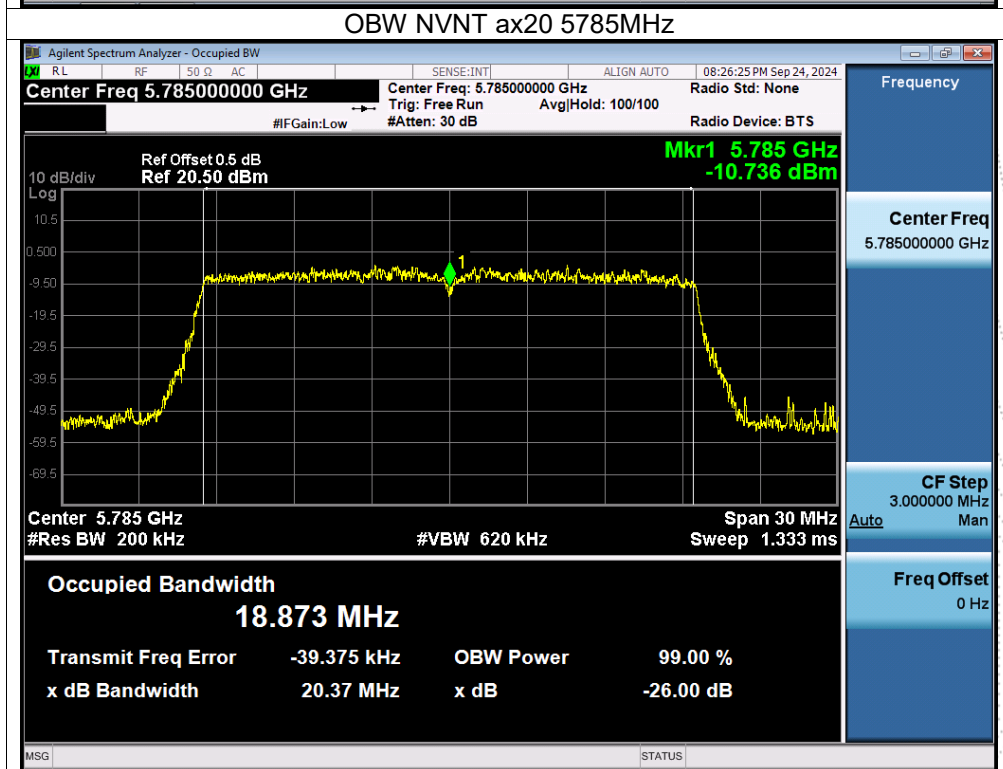 OBW NVNT ax20 5785MHz
Agilent Spectrum Analyzer - Occupied BW
LXI RL RF 50 Ω AC SENSE:INT ALIGN AUTO 08:26:25 PM Sep 24, 2024
Center Freq 5.785000000 GHz
Center Freq: 5.785000000 GHz Radio Std: None
Trig: Free Run Avg|Hold: 100/100
#IFGain:Low #Atten: 30 dB Radio Device: BTS
Frequency
Mkr1 5.785 GHz
-10.736 dBm
Ref Offset 0.5 dB
10 dB/div Ref 20.50 dBm
Log
10.5
0.500
-9.50
-19.5
-29.5
-39.5
-49.5
-59.5
-69.5
1
Center 5.785 GHz Span 30 MHz
#Res BW 200 kHz #VBW 620 kHz Sweep 1.333 ms
Occupied Bandwidth
18.873 MHz
Transmit Freq Error -39.375 kHz OBW Power 99.00 %
x dB Bandwidth 20.37 MHz x dB -26.00 dB
Center Freq
5.785000000 GHz
CF Step
3.000000 MHz
Auto Man
Freq Offset
0 Hz
MSG STATUS